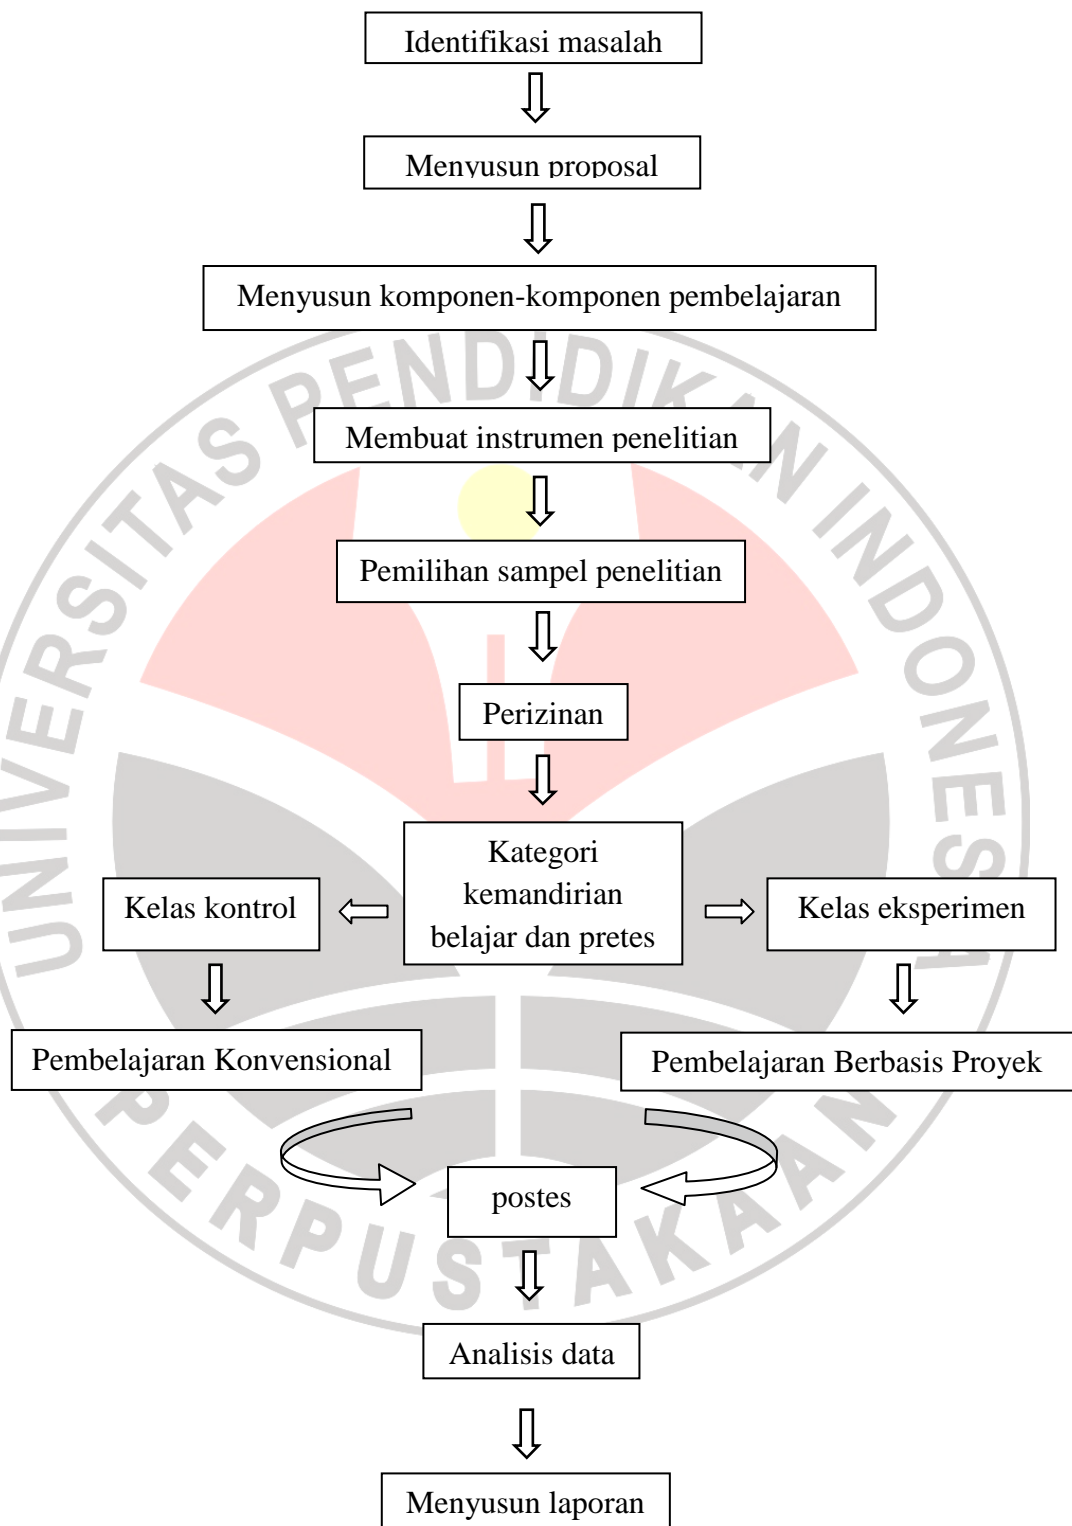 Identifikasi masalah
Menyusun proposal
Menyusun komponen-komponen pembelajaran
Membuat instrumen penelitian
Pemilihan sampel penelitian
Perizinan
Kategori
kemandirian
belajar dan pretes
Kelas kontrol
Kelas eksperimen
Pembelajaran Konvensional
Pembelajaran Berbasis Proyek
postes
Analisis data
Menyusun laporan
UNIVERSITAS PENDIDIKAN INDONESIA
PERPUSTAKAAN